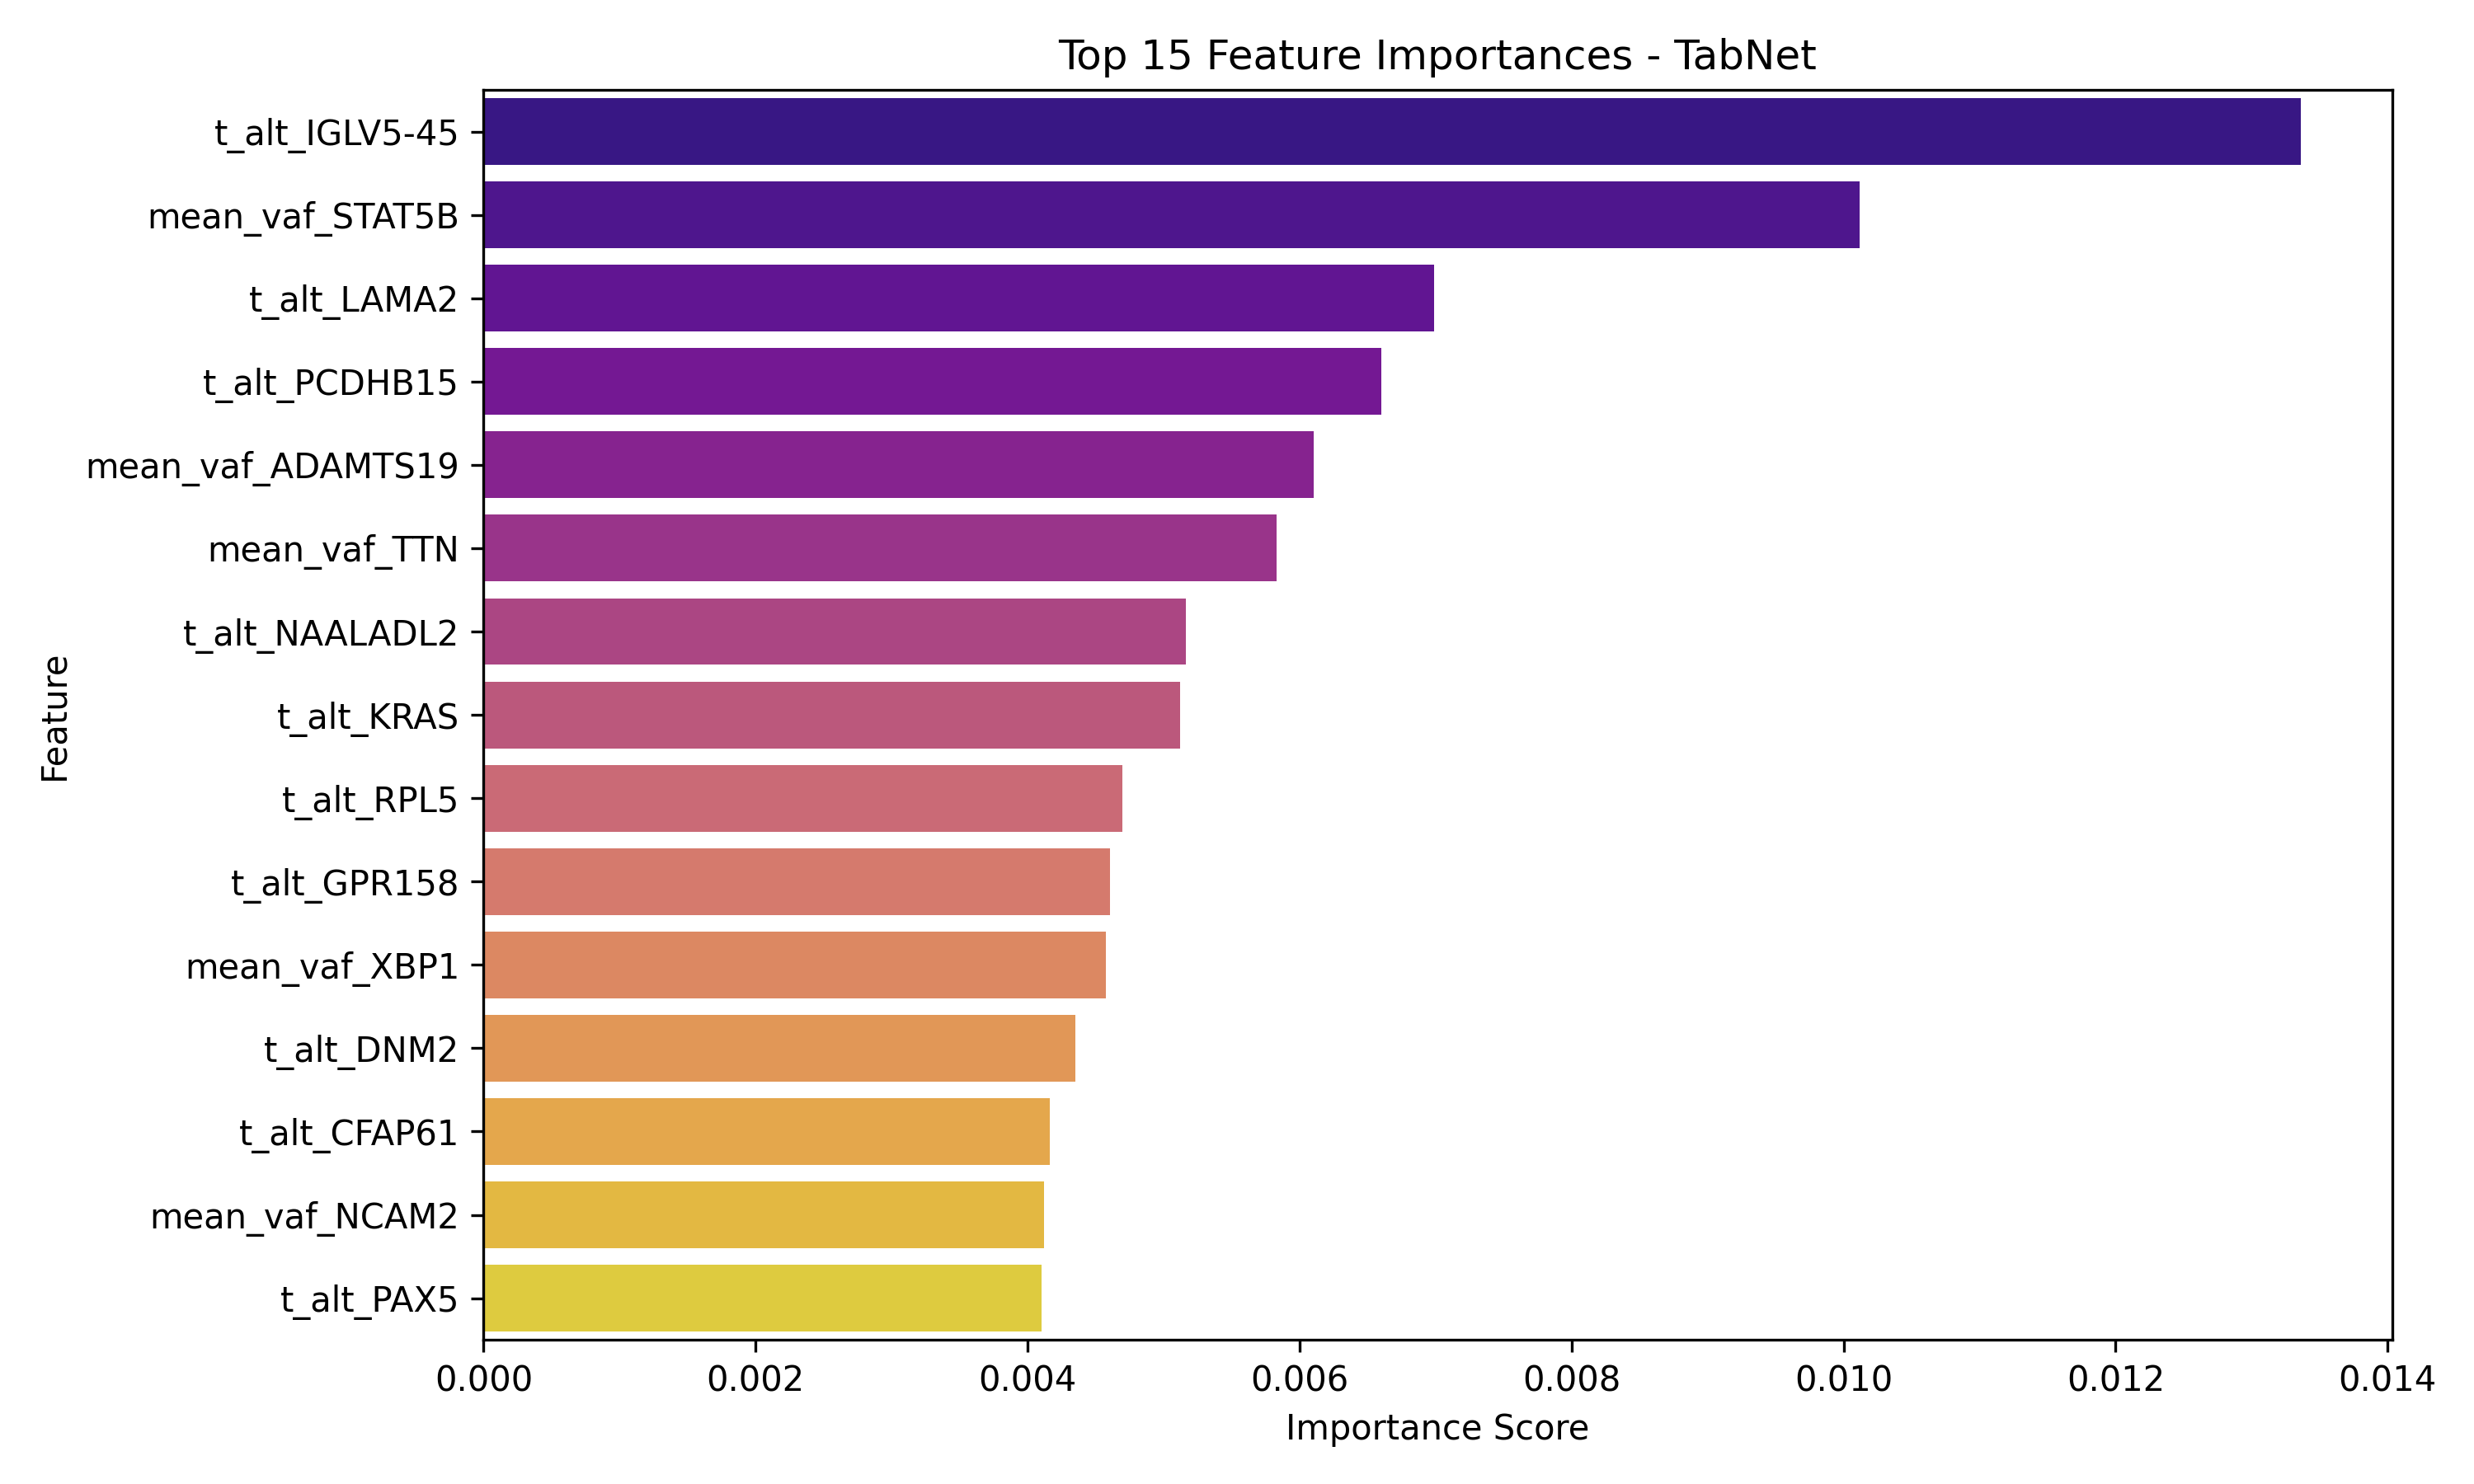 Top 15 Feature Importances - TabNet
t_alt_IGLV5-45
mean_vaf_STAT5B
t_alt_LAMA2
t_alt_PCDHB15
mean_vaf_ADAMTS19
mean_vaf_TTN
t_alt_NAALADL2
t_alt_KRAS
t_alt_RPL5
t_alt_GPR158
mean_vaf_XBP1
t_alt_DNM2
t_alt_CFAP61
mean_vaf_NCAM2
t_alt_PAX5
Feature
0.000 0.002 0.004 0.006 0.008 0.010 0.012 0.014
Importance Score